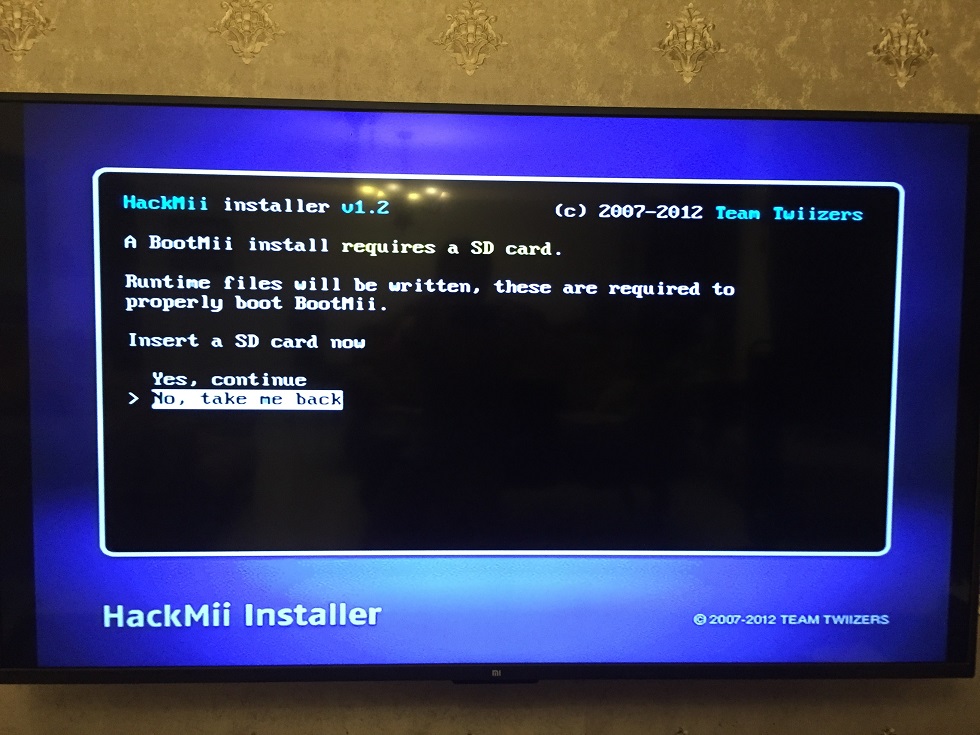 HackMii installer v1.2 (c) 2007-2012 Team Twiizers
A BootMii install requires a SD card.
Runtime files will be written, these are required to
properly boot BootMii.
Insert a SD card now
Yes, continue
> No, take me back
HackMii Installer © 2007-2012 TEAM TWIIZERS
mi